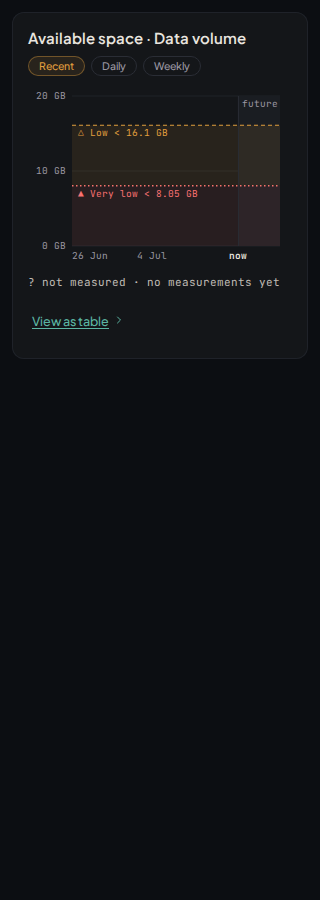 Available space · Data volume
Recent Daily Weekly
20 GB
future
△ Low < 16.1 GB
10 GB
▲ Very low < 8.05 GB
0 GB
26 Jun 4 Jul now
? not measured · no measurements yet
View as table ›